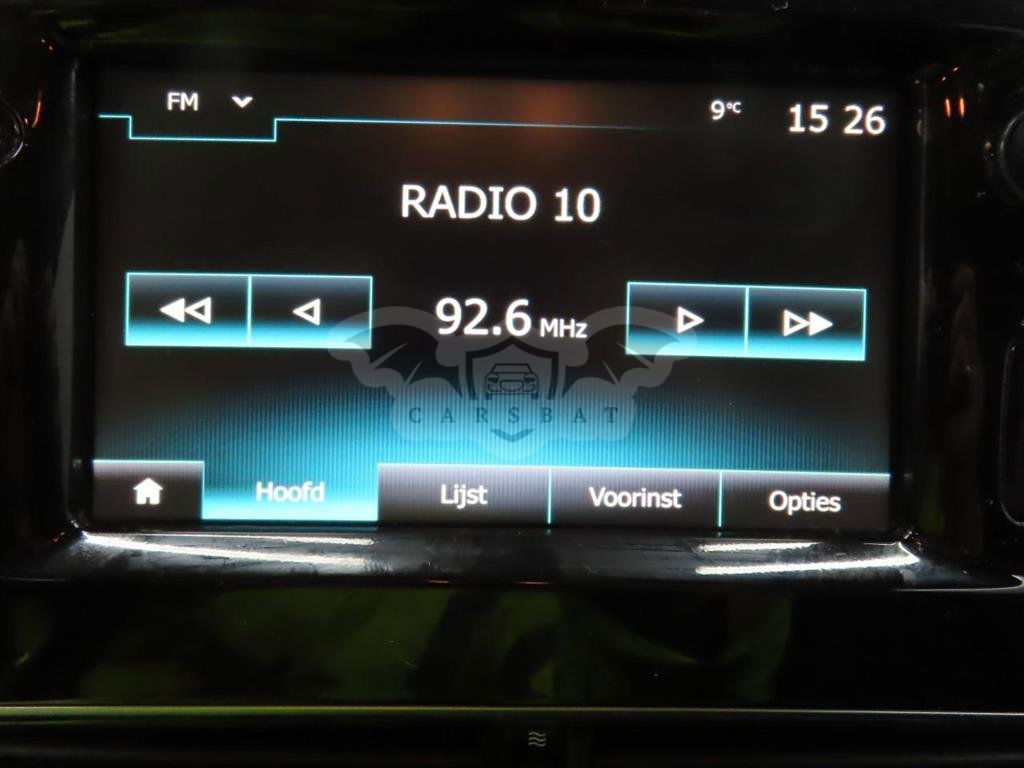 FM 9°C 15 26
RADIO 10
92.6 MHz
CARSBAT
Hoofd Lijst Voorinst Opties